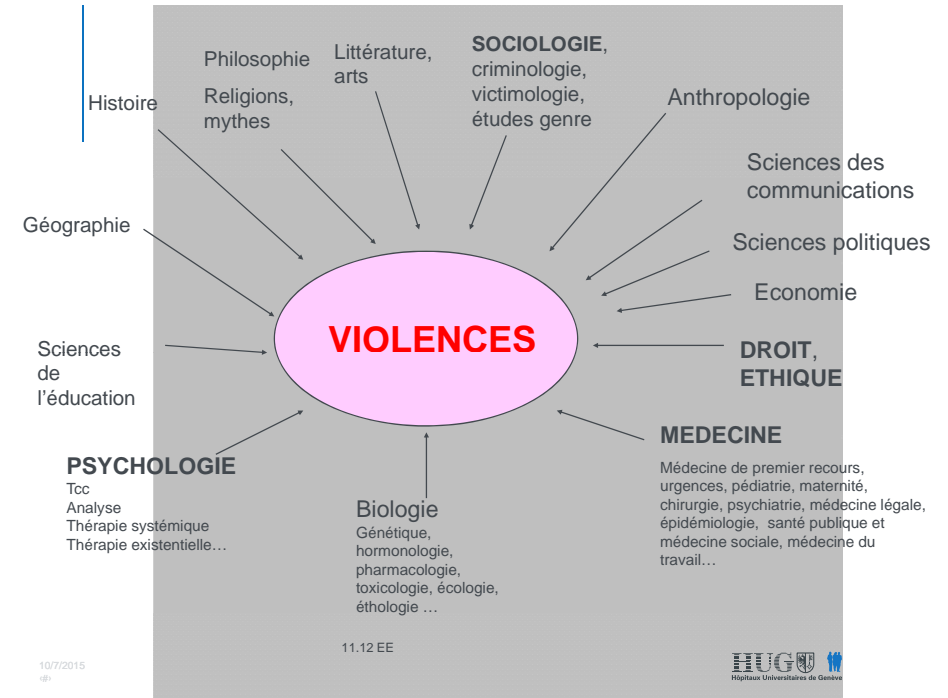 Histoire
Philosophie
Religions,
mythes
Littérature,
arts
SOCIOLOGIE,
criminologie,
victimologie,
études genre
Anthropologie
Sciences des
communications
Sciences politiques
Economie
DROIT,
ETHIQUE
MEDECINE
Médecine de premier recours,
urgences, pédiatrie, maternité,
chirurgie, psychiatrie, médecine légale,
épidémiologie, santé publique et
médecine sociale, médecine du
travail…
Géographie
VIOLENCES
Sciences
de
l'éducation
PSYCHOLOGIE
Tcc
Analyse
Thérapie systémique
Thérapie existentielle…
Biologie
Génétique,
hormonologie,
pharmacologie,
toxicologie, écologie,
éthologie …
11.12 EE
10/7/2015
‹#›
HUG
Hôpitaux Universitaires de Genève